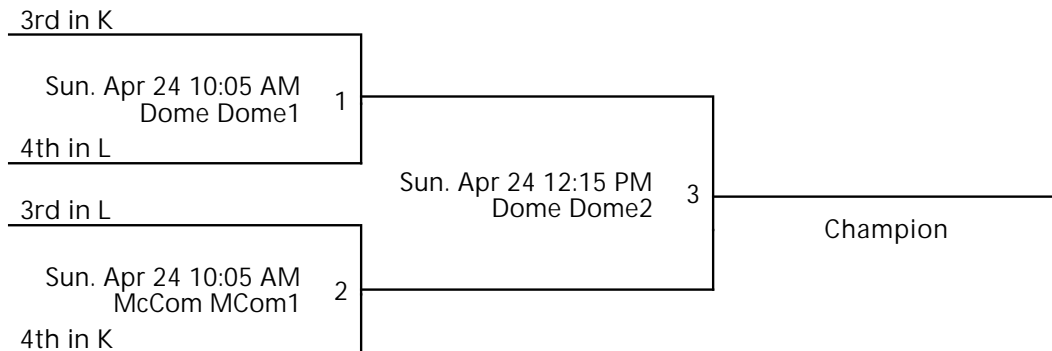 3rd in K
Sun. Apr 24 10:05 AM
Dome Dome1
1
4th in L
Sun. Apr 24 12:15 PM
Dome Dome2
3
Champion
3rd in L
Sun. Apr 24 10:05 AM
McCom MCom1
2
4th in K